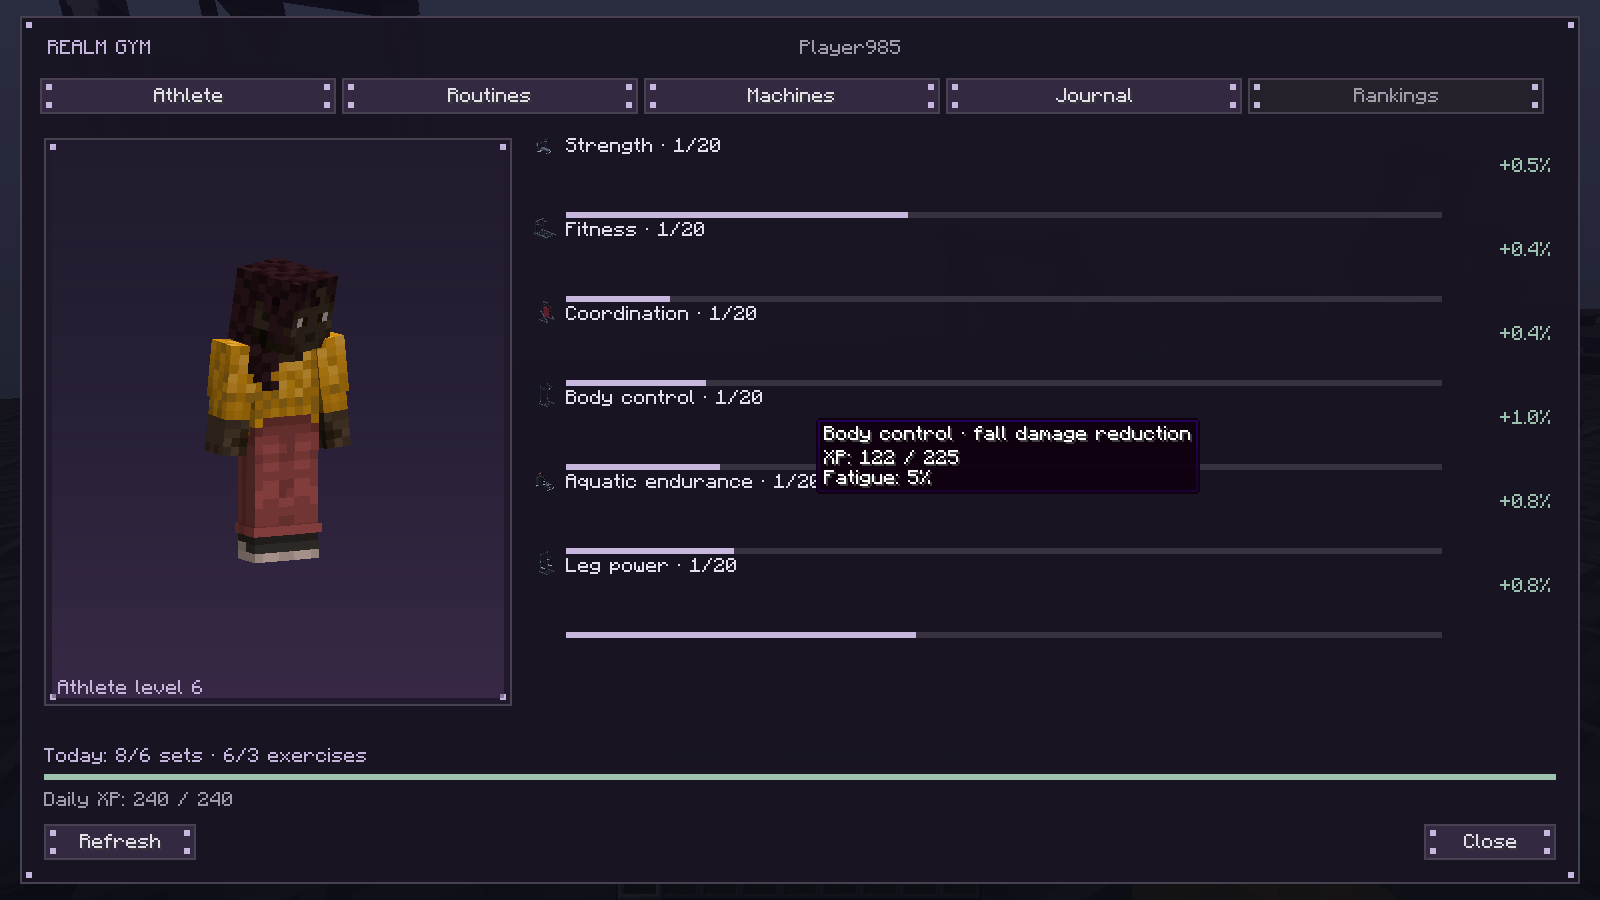 REALM GYM
Player985
Athlete
Routines
Machines
Journal
Rankings
Strength · 1/20
+0.5%
Fitness · 1/20
+0.4%
Coordination · 1/20
+0.4%
Body control · 1/20
+1.0%
Body control · fall damage reduction
XP: 122 / 225
Fatigue: 5%
Aquatic endurance · 1/20
+0.8%
Leg power · 1/20
+0.8%
Athlete level 6
Today: 8/6 sets · 6/3 exercises
Daily XP: 240 / 240
Refresh
Close